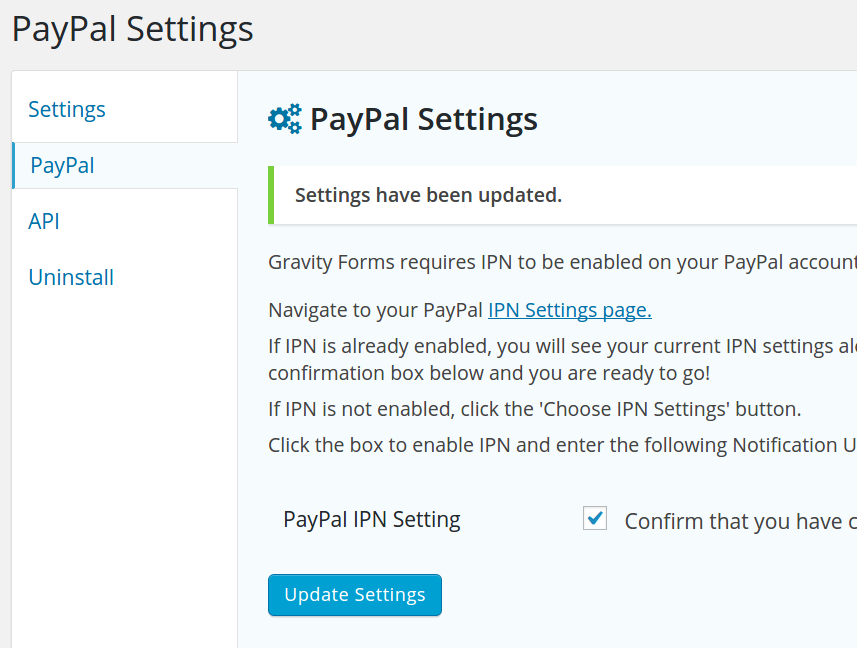 PayPal Settings
Settings
PayPal
API
Uninstall
PayPal Settings
Settings have been updated.
Gravity Forms requires IPN to be enabled on your PayPal account
Navigate to your PayPal IPN Settings page.
If IPN is already enabled, you will see your current IPN settings
confirmation box below and you are ready to go!
If IPN is not enabled, click the 'Choose IPN Settings' button.
Click the box to enable IPN and enter the following Notification
PayPal IPN Setting
Confirm that you have
Update Settings